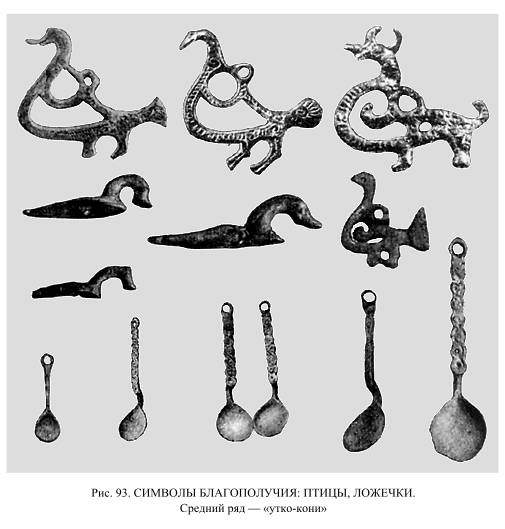 Рис. 93. СИМВОЛЫ БЛАГОПОЛУЧИЯ: ПТИЦЫ, ЛОЖЕЧКИ.
Средний ряд — «утко-кони»